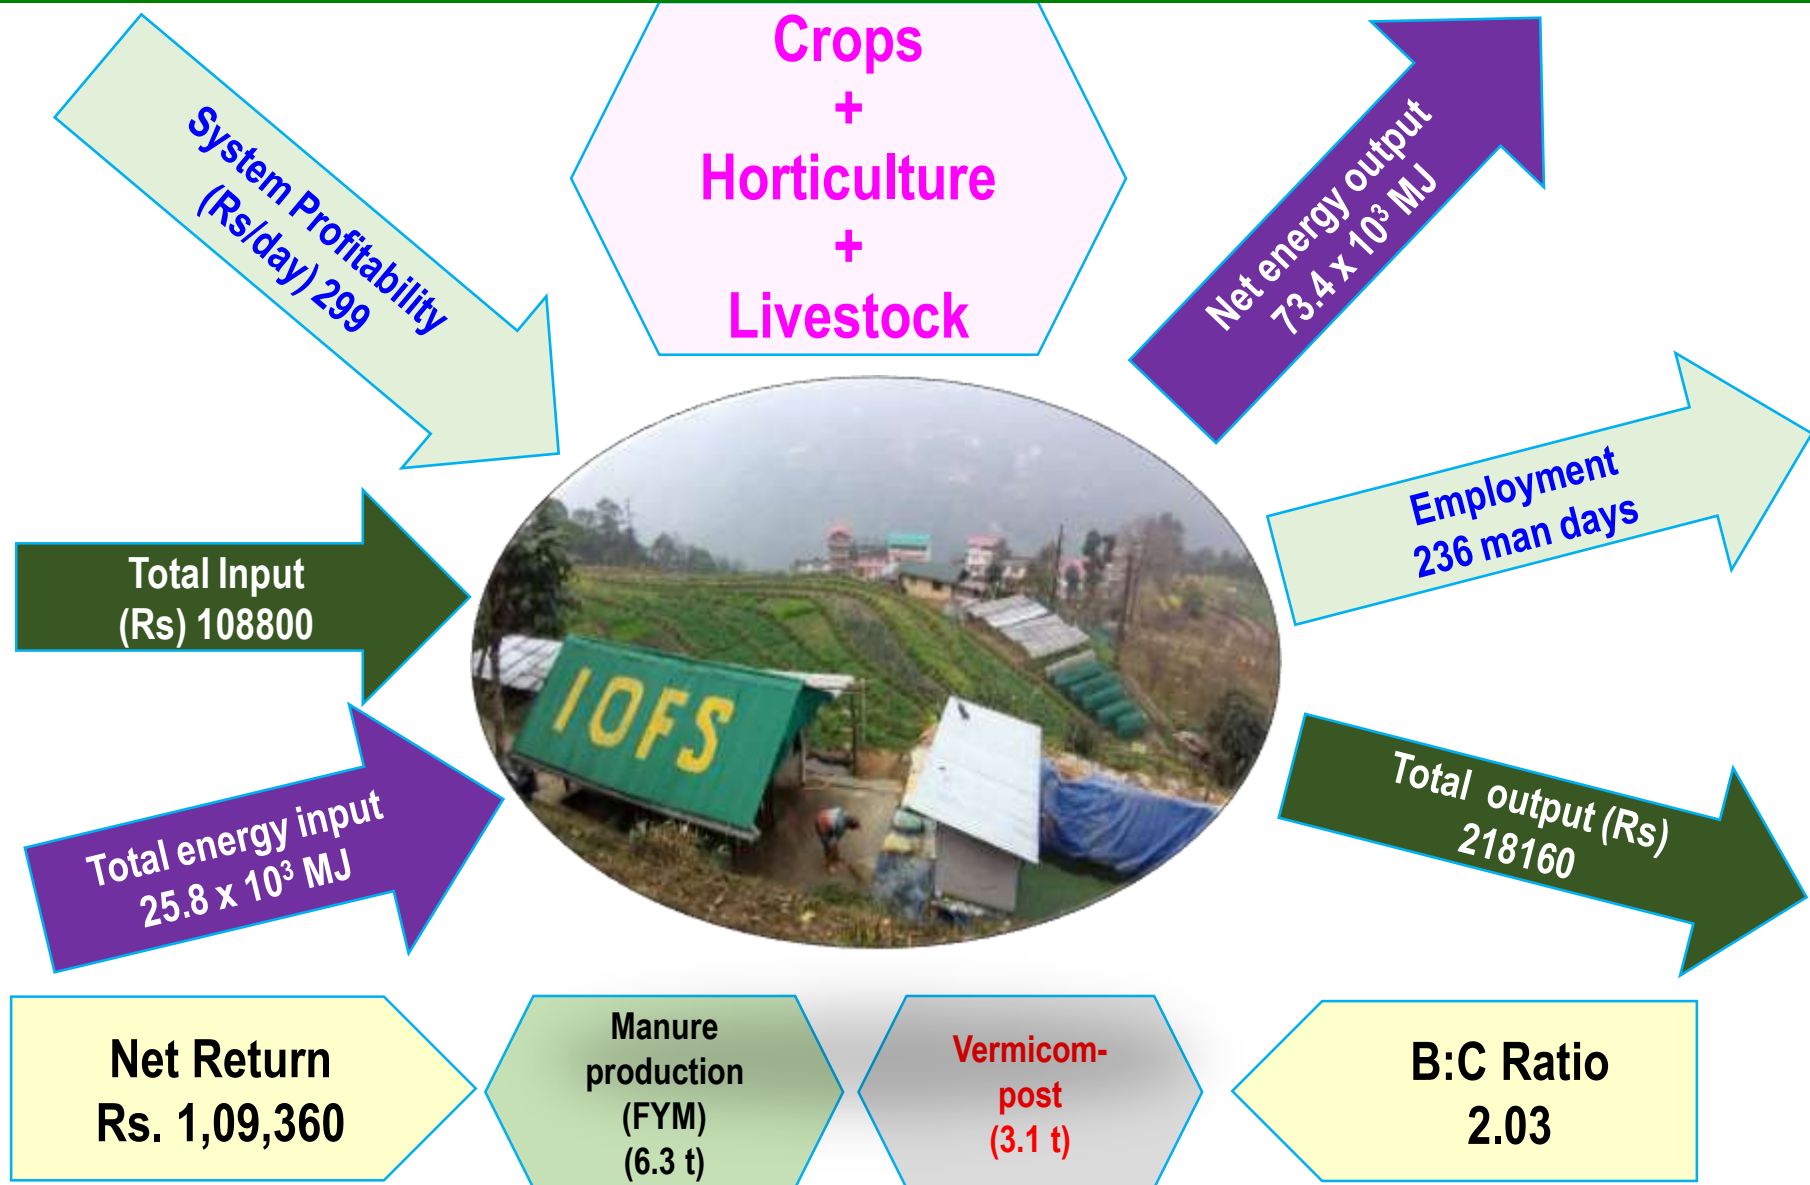 Crops
+
Horticulture
+
Livestock
System Profitability
(Rs/day) 299
Net energy output
73.4 x 10³ MJ
Total Input
(Rs) 108800
Employment
236 man days
IOFS
Total energy input
25.8 x 10³ MJ
Total output (Rs)
218160
Net Return
Rs. 1,09,360
Manure
production
(FYM)
(6.3 t)
Vermicom-
post
(3.1 t)
B:C Ratio
2.03